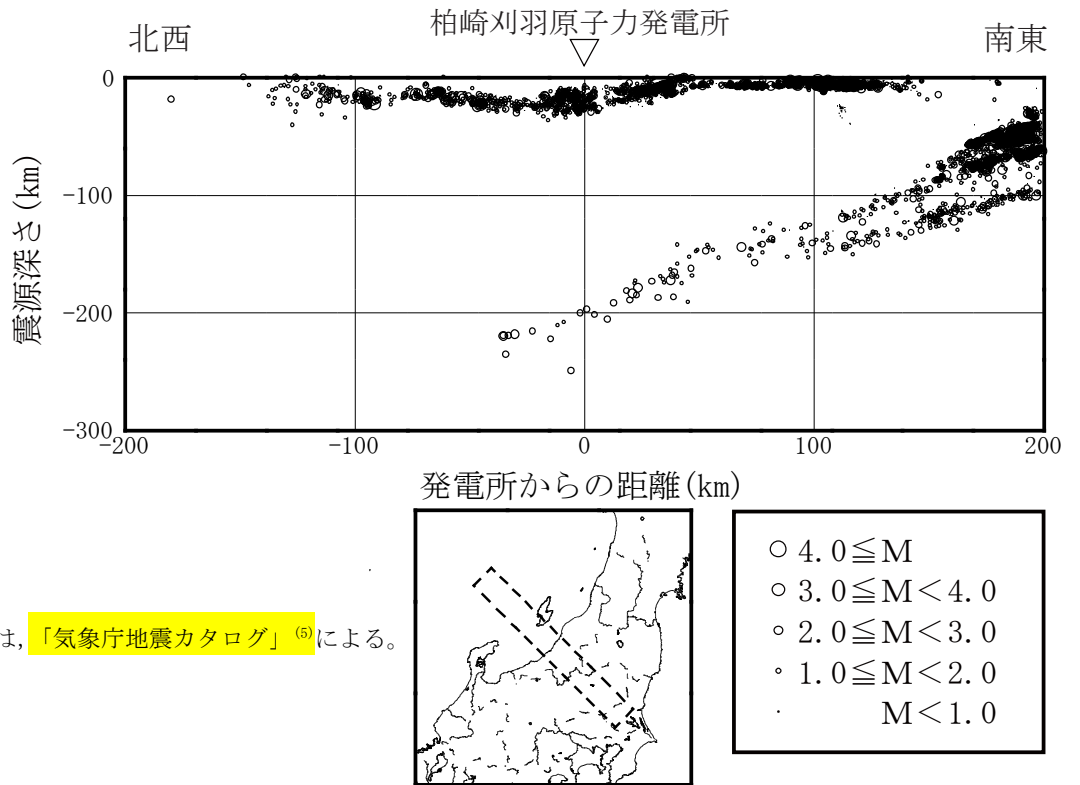 柏崎刈羽原子力発電所
北西
南東
▽
0
-100
-200
-300
震源深さ(km)
-200
-100
0
100
200
発電所からの距離(km)
○ 4.0≦M
○ 3.0≦M<4.0
○ 2.0≦M<3.0
○ 1.0≦M<2.0
· M<1.0
は,「気象庁地震カタログ」(5)による。